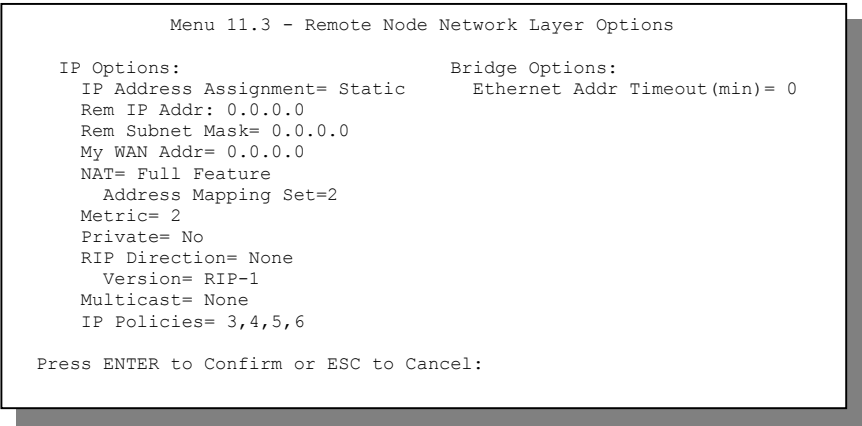 Menu 11.3 - Remote Node Network Layer Options
IP Options: Bridge Options:
IP Address Assignment= Static Ethernet Addr Timeout(min)= 0
Rem IP Addr: 0.0.0.0
Rem Subnet Mask= 0.0.0.0
My WAN Addr= 0.0.0.0
NAT= Full Feature
Address Mapping Set=2
Metric= 2
Private= No
RIP Direction= None
Version= RIP-1
Multicast= None
IP Policies= 3,4,5,6
Press ENTER to Confirm or ESC to Cancel: